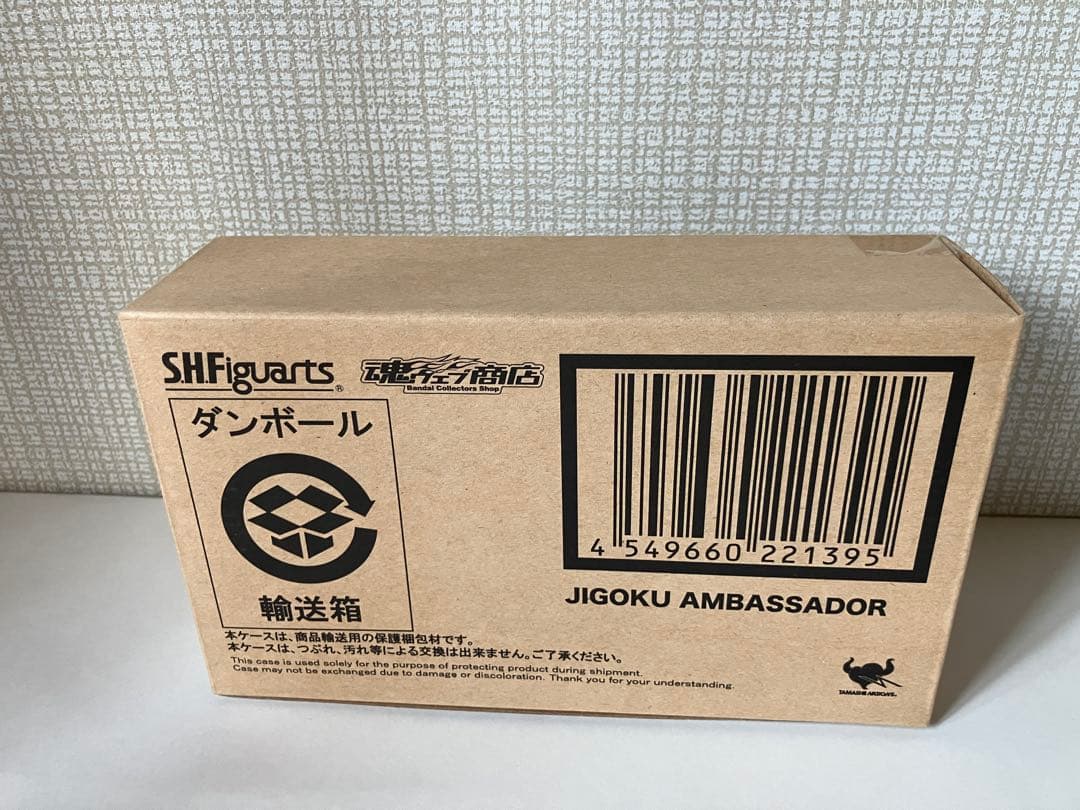 S.H.Figuarts®
魂ウェブ商店
Bandai Collectors Shop
ダンボール
輸送箱
本ケースは、商品輸送用の保護梱包材です。
本ケースは、つぶれ、汚れ等による交換は出来ません。ご了承ください。
This case is used solely for the purpose of protecting product during shipment.
Case may not be exchanged due to damage or discoloration. Thank you for your understanding.
4 549660 221395
JIGOKU AMBASSADOR
TAMASHII NATIONS